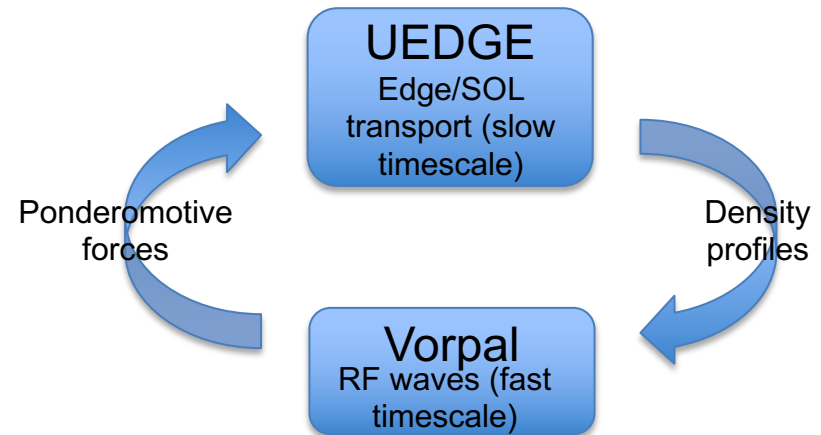 UEDGE
Edge/SOL
transport (slow
timescale)
Ponderomotive
forces
Density
profiles
Vorpal
RF waves (fast
timescale)